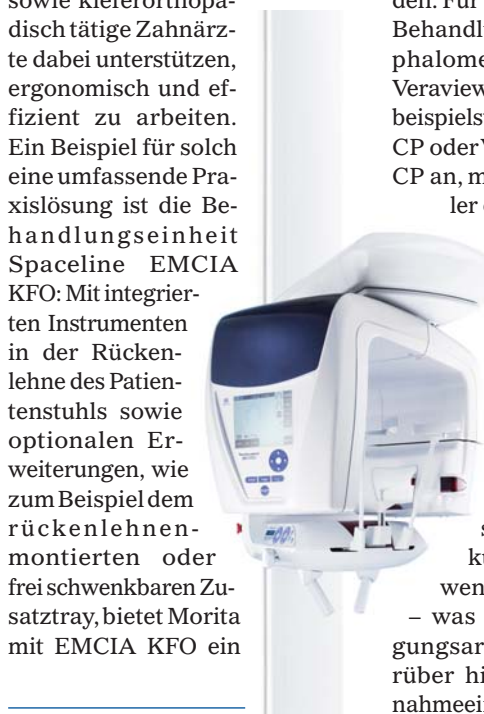 sowie kieferorthopä-
disch tätige Zahnärz-
te dabei unterstützen,
ergonomisch und ef-
fizient zu arbeiten.
Ein Beispiel für solch
eine umfassende Pra-
xislösung ist die Be-
handlungseinheit
Spaceline EMCIA
KFO: Mit integrier-
ten Instrumenten
in der Rücken-
lehne des Patien-
tenstuhls sowie
optionalen Er-
weiterungen, wie
zum Beispiel dem
rückenlehnen-
montierten oder
frei schwenkbaren Zu-
satztray, bietet Morita
mit EMCIA KFO ein
den. Für
Behandlu
phalome
Veraview
beispiels
CP oder V
CP an, m
ler
s
ku
wen
– was
gungsar
rüber hi
nahmeei